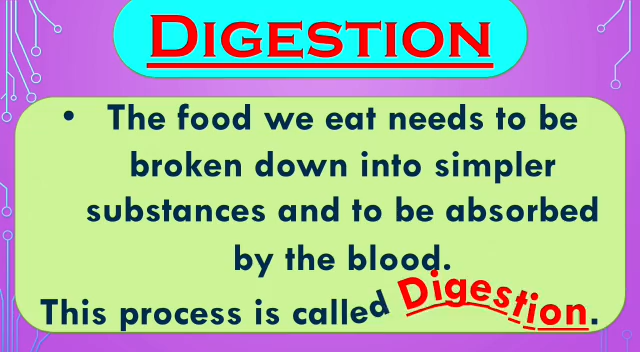 DIGESTION
• The food we eat needs to be
broken down into simpler
substances and to be absorbed
by the blood.
This process is called Digestion.